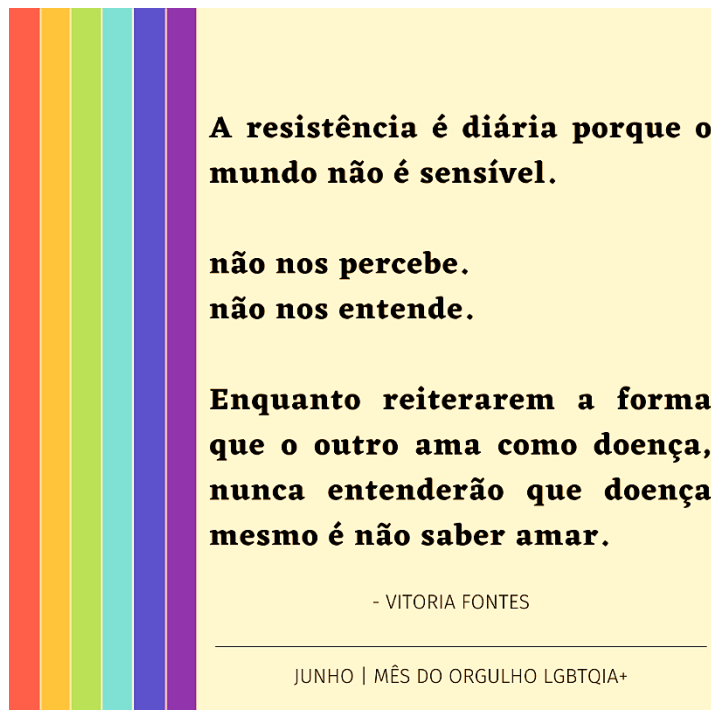 A resistência é diária porque o
mundo não é sensível.
não nos percebe.
não nos entende.
Enquanto reiterarem a forma
que o outro ama como doença,
nunca entenderão que doença
mesmo é não saber amar.
- VITORIA FONTES
JUNHO | MÊS DO ORGULHO LGBTQIA+